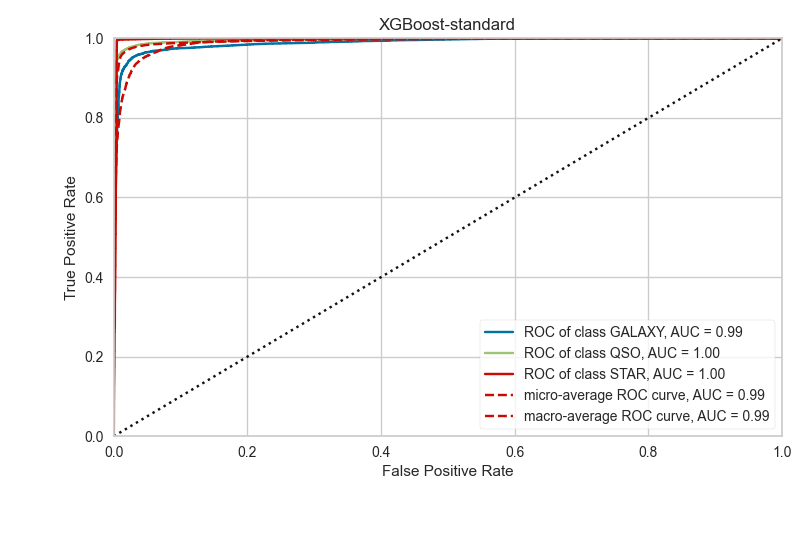 XGBoost-standard
1.0
0.8
0.6
0.4
0.2
0.0
True Positive Rate
ROC of class GALAXY, AUC = 0.99
ROC of class QSO, AUC = 1.00
ROC of class STAR, AUC = 1.00
micro-average ROC curve, AUC = 0.99
macro-average ROC curve, AUC = 0.99
0.0 0.2 0.4 0.6 0.8 1.0
False Positive Rate